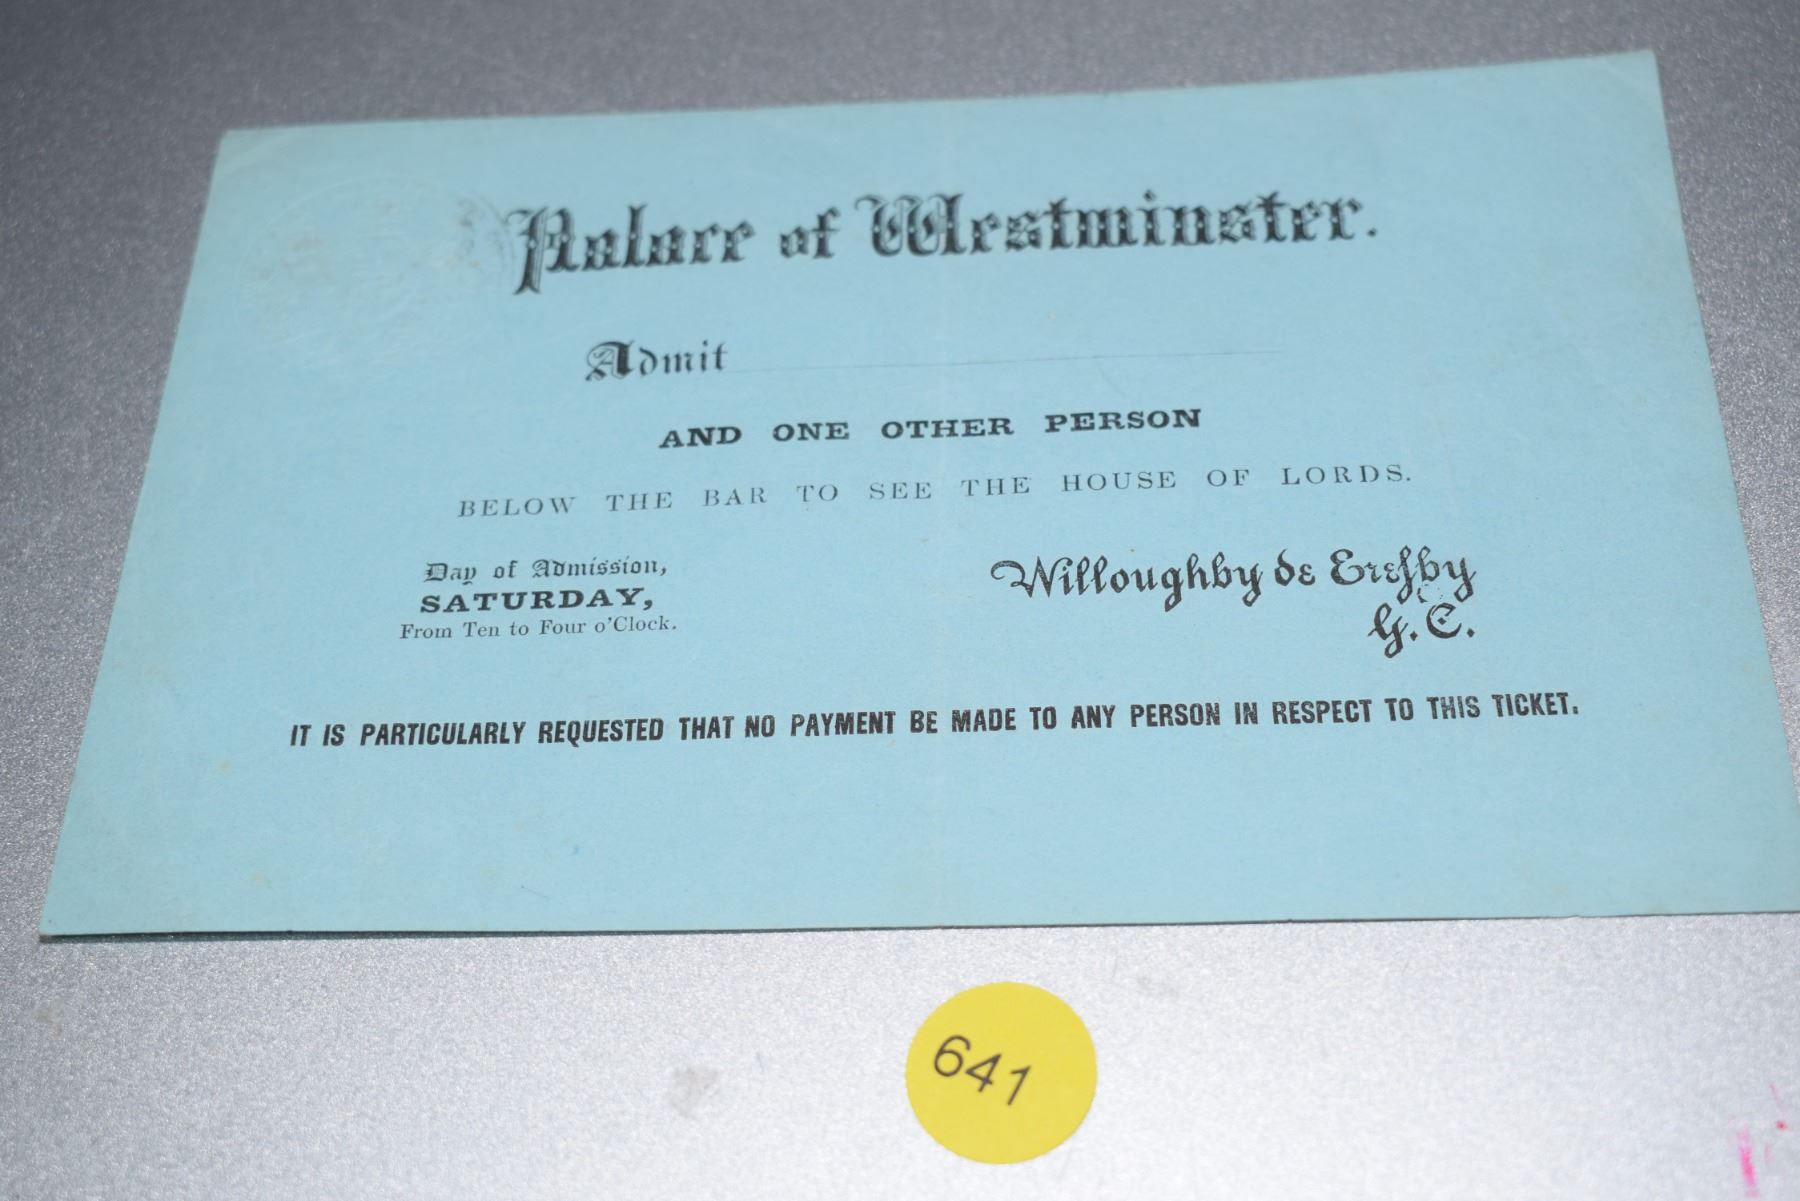 Palace of Westminster.
Admit
AND ONE OTHER PERSON
BELOW THE BAR TO SEE THE HOUSE OF LORDS.
Day of Admission,
SATURDAY,
From Ten to Four o'Clock.
Willoughby de Eresby
G. C.
IT IS PARTICULARLY REQUESTED THAT NO PAYMENT BE MADE TO ANY PERSON IN RESPECT TO THIS TICKET.
641